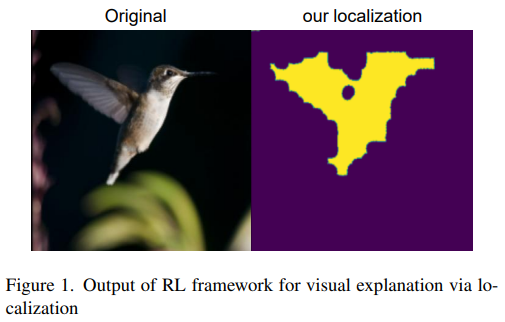 Original
our localization
Figure 1. Output of RL framework for visual explanation via lo-
calization